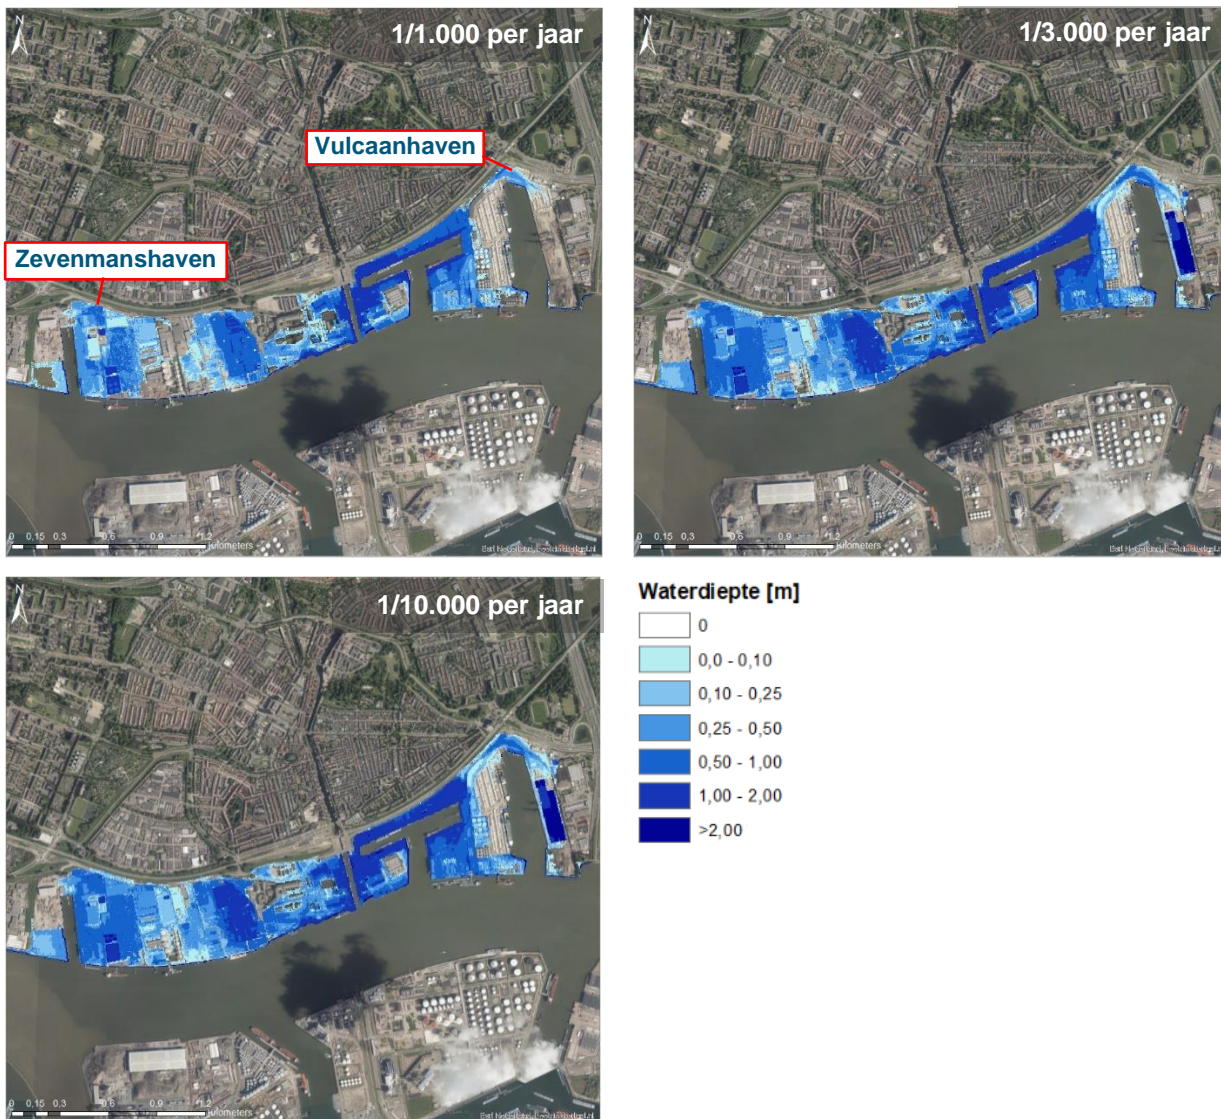 N
1/1.000 per jaar
Vulcaanhaven
Zevenmanshaven
0 0,15 0,3 0,6 0,9 1,2
Kilometers
N
1/3.000 per jaar
0 0,15 0,3 0,6 0,9 1,2
Kilometers
N
1/10.000 per jaar
0 0,15 0,3 0,6 0,9 1,2
Kilometers
Waterdiepte [m]
0
0,0 - 0,10
0,10 - 0,25
0,25 - 0,50
0,50 - 1,00
1,00 - 2,00
>2,00